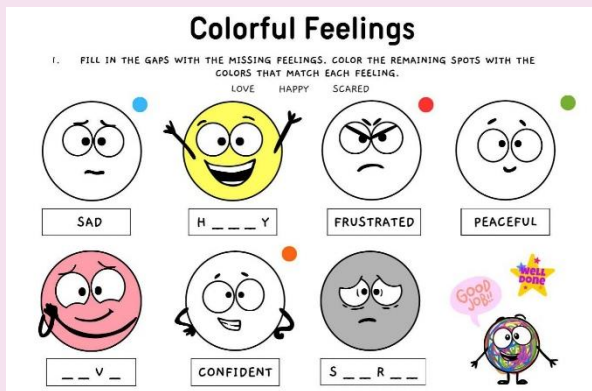 Colorful Feelings
1. FILL IN THE GAPS WITH THE MISSING FEELINGS. COLOR THE REMAINING SPOTS WITH THE
COLORS THAT MATCH EACH FEELING.
LOVE HAPPY SCARED
SAD
H _ _ _ Y
FRUSTRATED
PEACEFUL
_ _ V _
CONFIDENT
S _ _ R _ _
GOOD
JOB!!
WELL
DONE